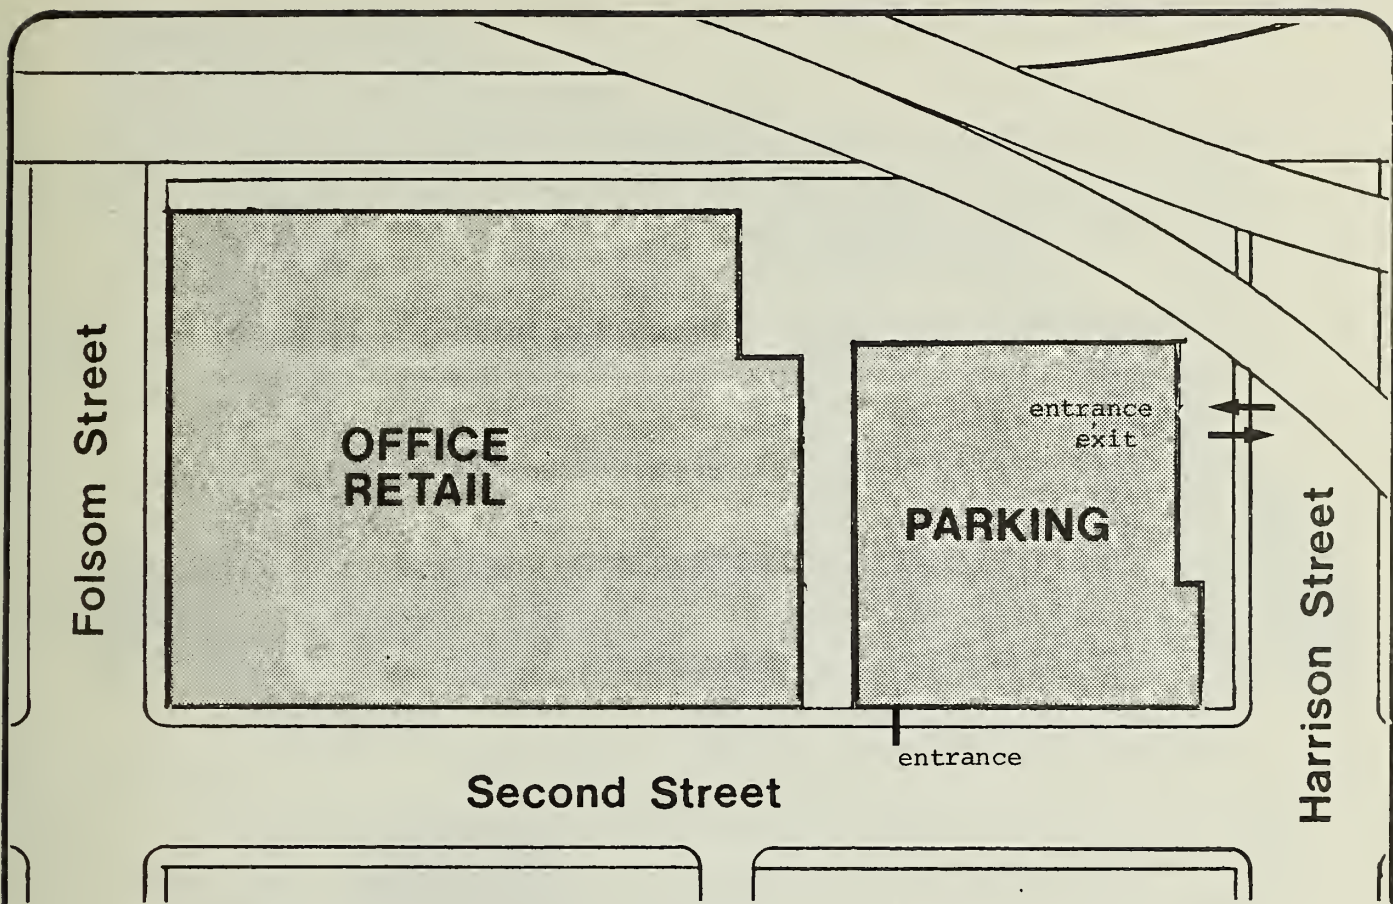 Folsom Street
OFFICE
RETAIL
entrance
exit
PARKING
Harrison Street
entrance
Second Street